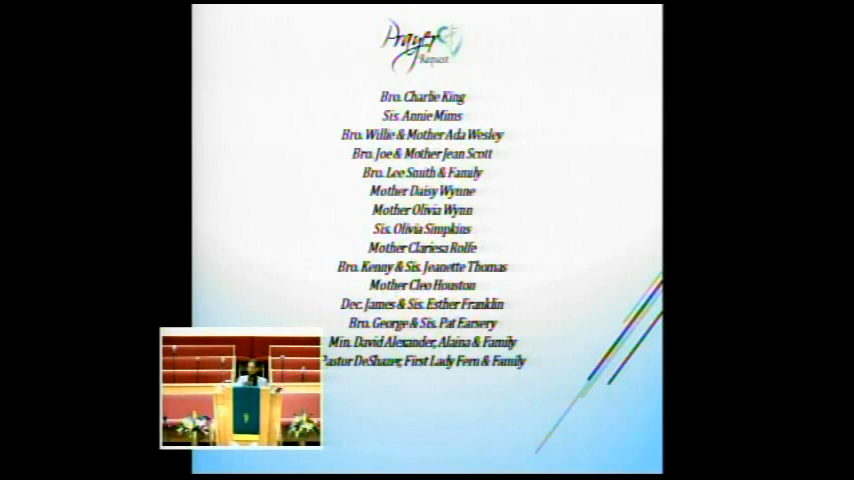 Prayer
Request
Bro. Charlie King
Sis. Annie Mims
Bro. Willie & Mother Ada Wesley
Bro. Joe & Mother Jean Scott
Bro. Lee Smith & Family
Mother Daisy Wynne
Mother Olivia Wynn
Sis. Olivia Simpkins
Mother Clariesa Rolfe
Bro. Kenny & Sis. Jeanette Thomas
Mother Cleo Houston
Dec. James & Sis. Esther Franklin
Bro. George & Sis. Pat Earsery
Min. David Alexander, Alaina & Family
Pastor DeShazer, First Lady Fern & Family